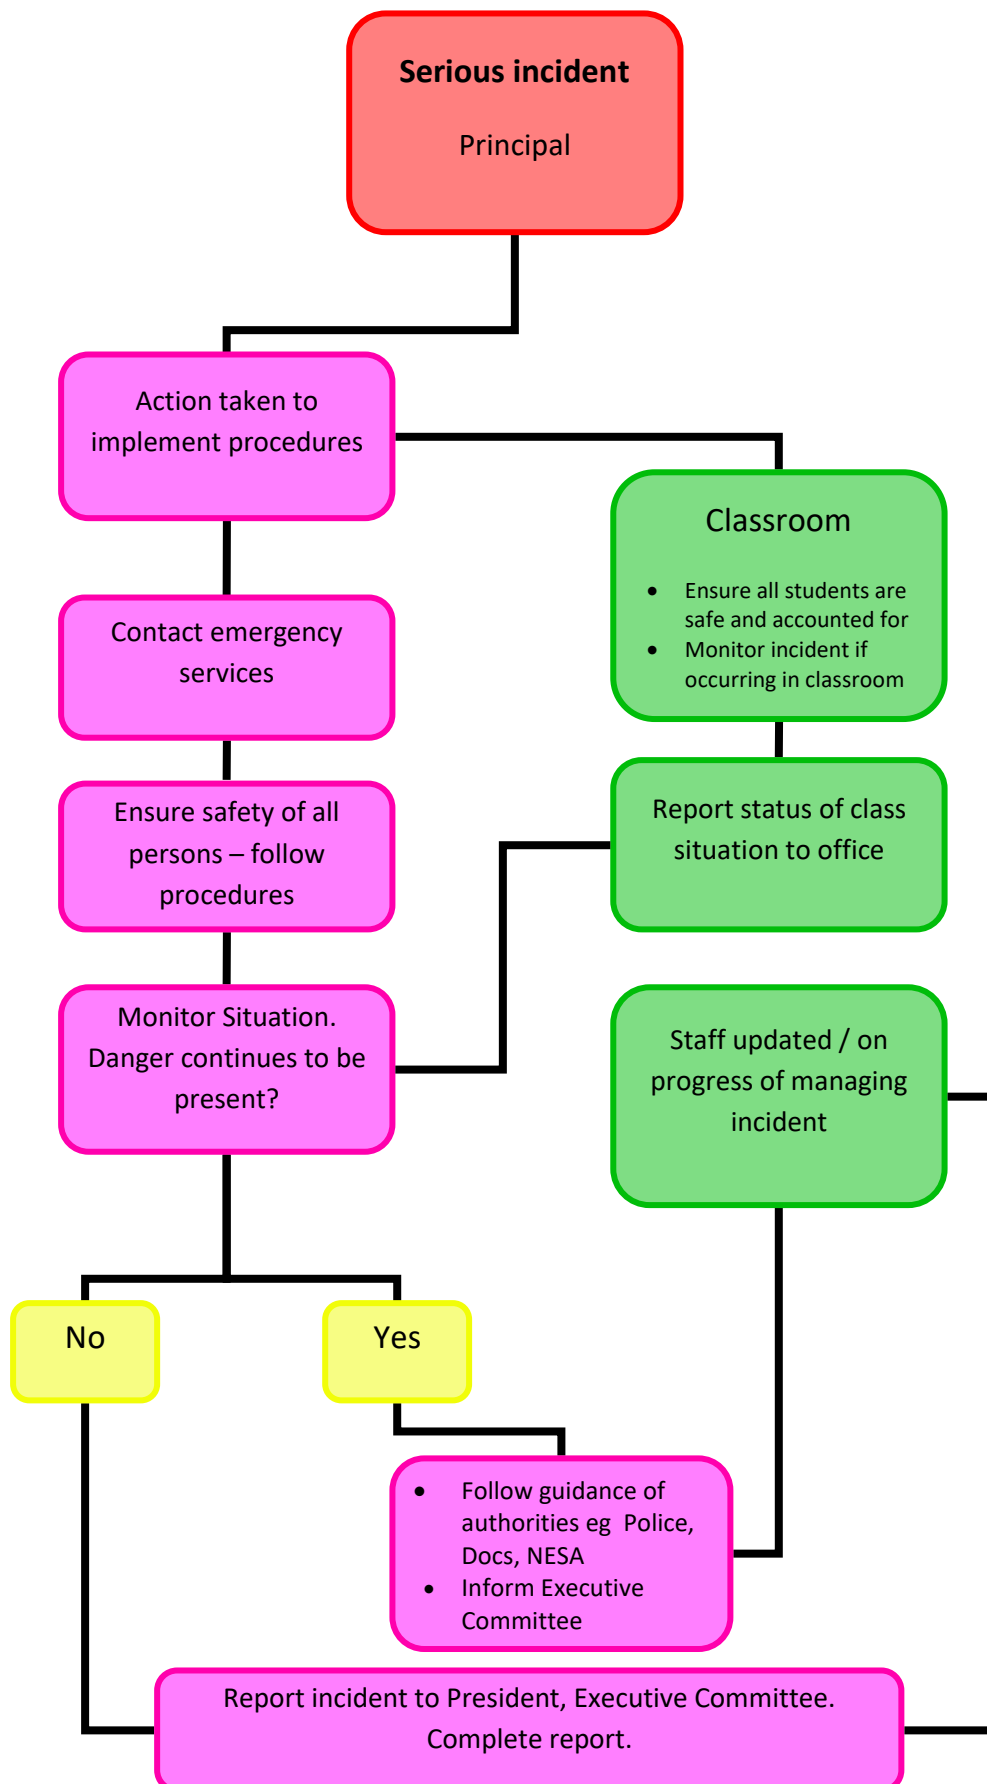 Serious incident
Principal
Action taken to
implement procedures
Classroom
• Ensure all students are
safe and accounted for
• Monitor incident if
occurring in classroom
Contact emergency
services
Ensure safety of all
persons – follow
procedures
Report status of class
situation to office
Monitor Situation.
Danger continues to be
present?
Staff updated / on
progress of managing
incident
No
Yes
• Follow guidance of
authorities eg  Police,
Docs, NESA
• Inform Executive
Committee
Report incident to President, Executive Committee.
Complete report.